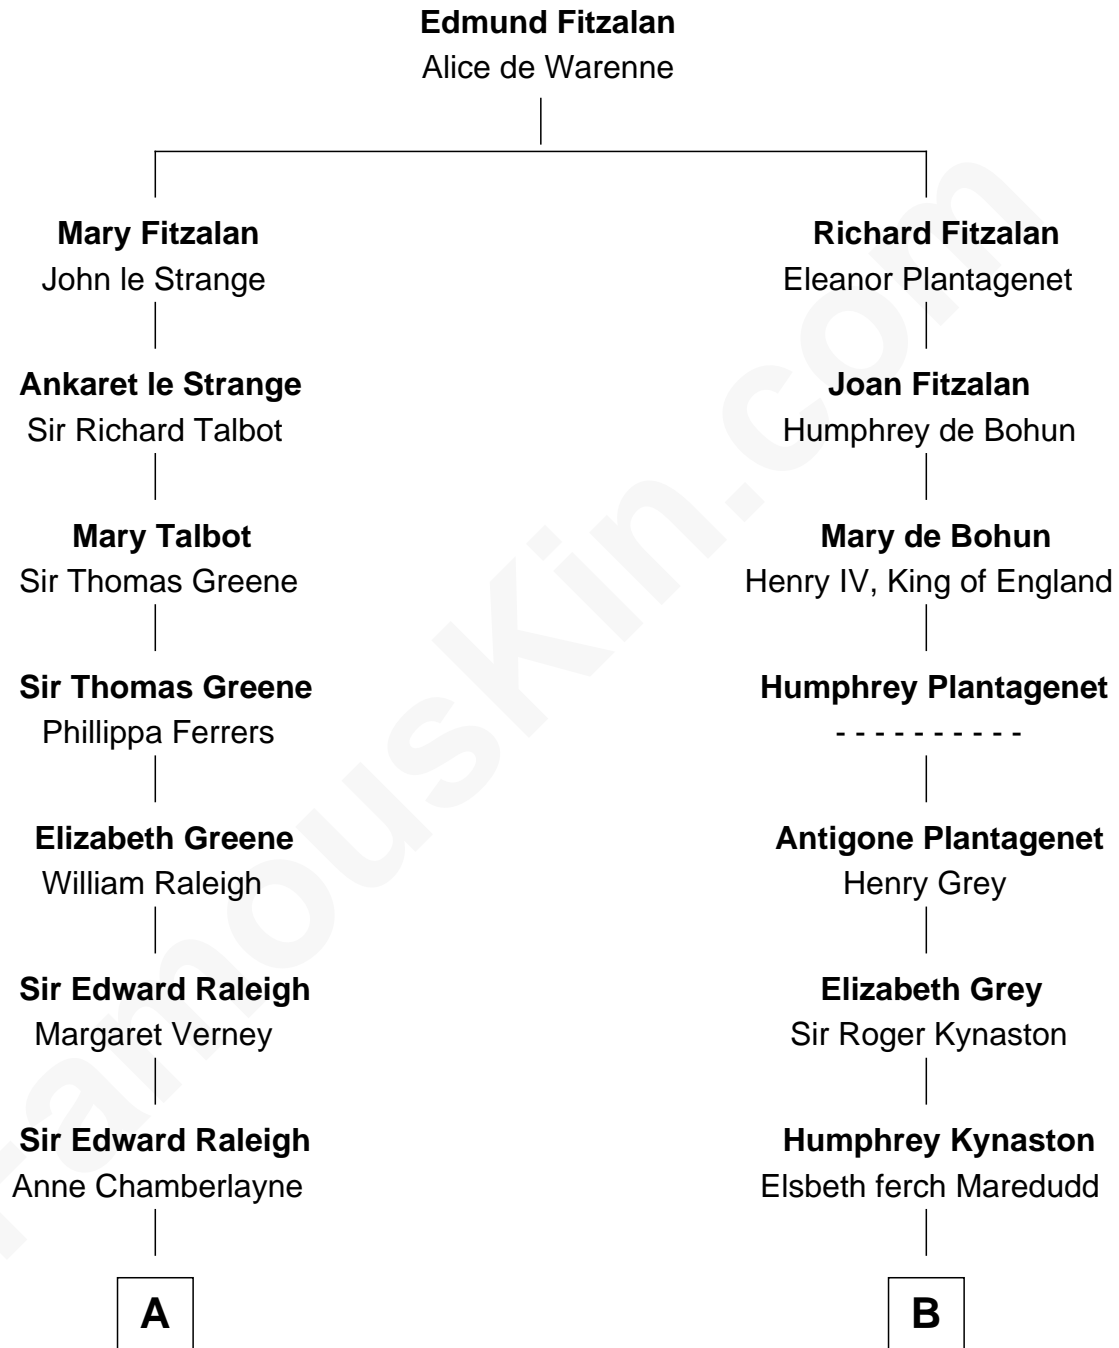 Edmund Fitzalan
Alice de Warenne
Mary Fitzalan
John le Strange
Ankaret le Strange
Sir Richard Talbot
Mary Talbot
Sir Thomas Greene
Sir Thomas Greene
Phillippa Ferrers
Elizabeth Greene
William Raleigh
Sir Edward Raleigh
Margaret Verney
Sir Edward Raleigh
Anne Chamberlayne
A
Richard Fitzalan
Eleanor Plantagenet
Joan Fitzalan
Humphrey de Bohun
Mary de Bohun
Henry IV, King of England
Humphrey Plantagenet
- - - - - - - - - -
Antigone Plantagenet
Henry Grey
Elizabeth Grey
Sir Roger Kynaston
Humphrey Kynaston
Elsbeth ferch Maredudd
B
FamousKin.com